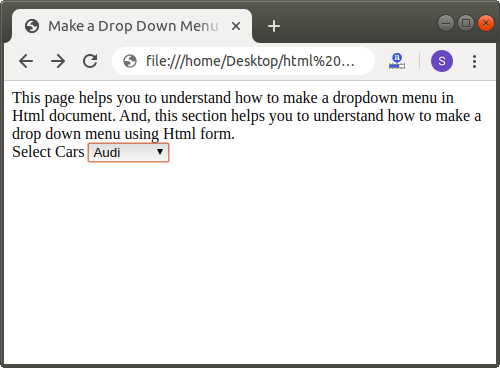 Make a Drop Down Menu
file:///home/Desktop/html%20...
S
This page helps you to understand how to make a dropdown menu in
Html document. And, this section helps you to understand how to make a
drop down menu using Html form.
Select Cars Audi